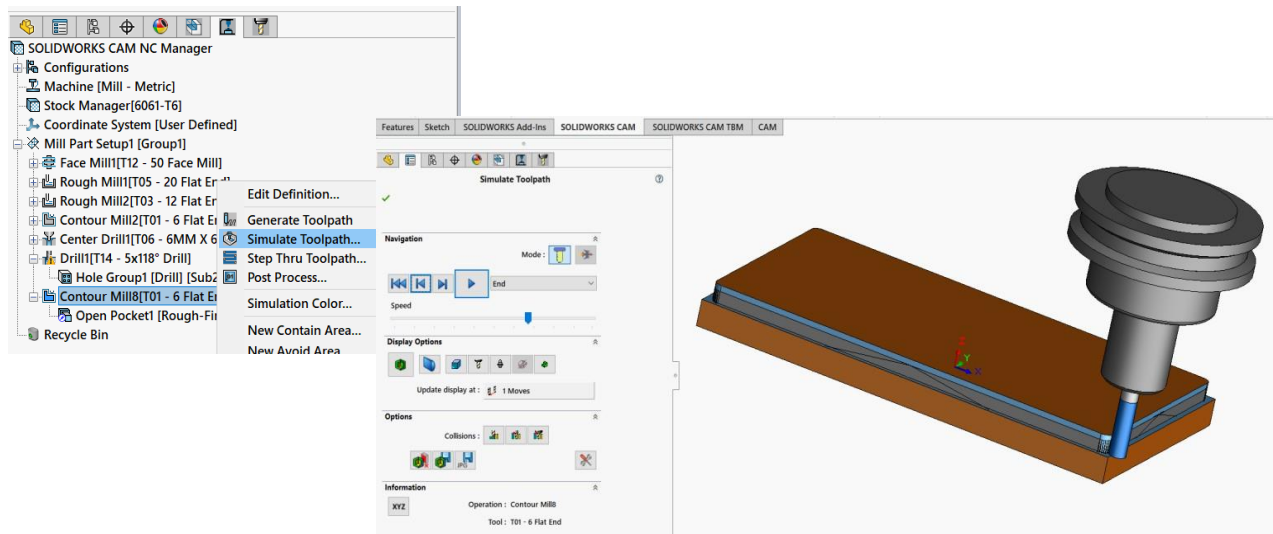 SOLIDWORKS CAM NC Manager
Configurations
Machine [Mill - Metric]
Stock Manager[6061-T6]
Coordinate System [User Defined]
Mill Part Setup1 [Group1]
Face Mill1[T12 - 50 Face Mill]
Rough Mill1[T05 - 20 Flat End]
Rough Mill2[T03 - 12 Flat En
Contour Mill2[T01 - 6 Flat E
Center Drill1[T06 - 6MM X 6
Drill1[T14 - 5x118° Drill]
Hole Group1 [Drill] [Sub2
Contour Mill8[T01 - 6 Flat E
Open Pocket1 [Rough-Fi
Recycle Bin
Edit Definition...
Generate Toolpath
Simulate Toolpath...
Step Thru Toolpath...
Post Process...
Simulation Color...
New Contain Area...
New Avoid Area
Features Sketch SOLIDWORKS Add-Ins SOLIDWORKS CAM SOLIDWORKS CAM TBM CAM
Simulate Toolpath
Navigation
Mode :
End
Speed
Display Options
Update display at : 1 Moves
Options
Collisions :
JPG
Information
XYZ
Operation : Contour Mill8
Tool : T01 - 6 Flat End
Z
Y
X